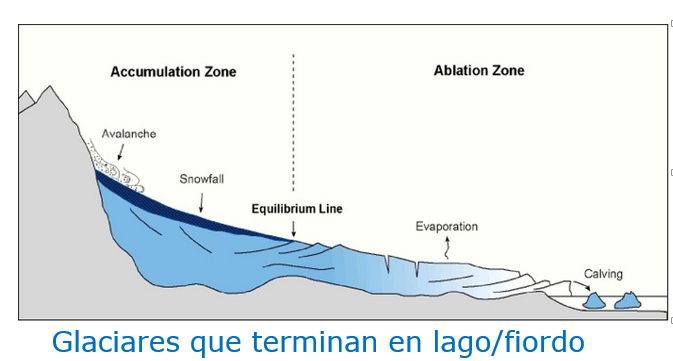 Accumulation Zone
Ablation Zone
Avalanche
Snowfall
Equilibrium Line
Evaporation
Calving
Glaciares que terminan en lago/fiordo